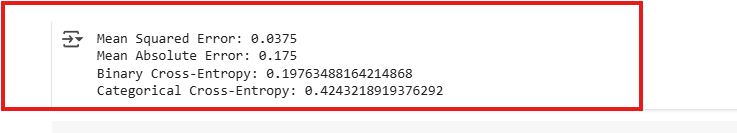 Mean Squared Error: 0.0375
Mean Absolute Error: 0.175
Binary Cross-Entropy: 0.19763488164214868
Categorical Cross-Entropy: 0.4243218919376292